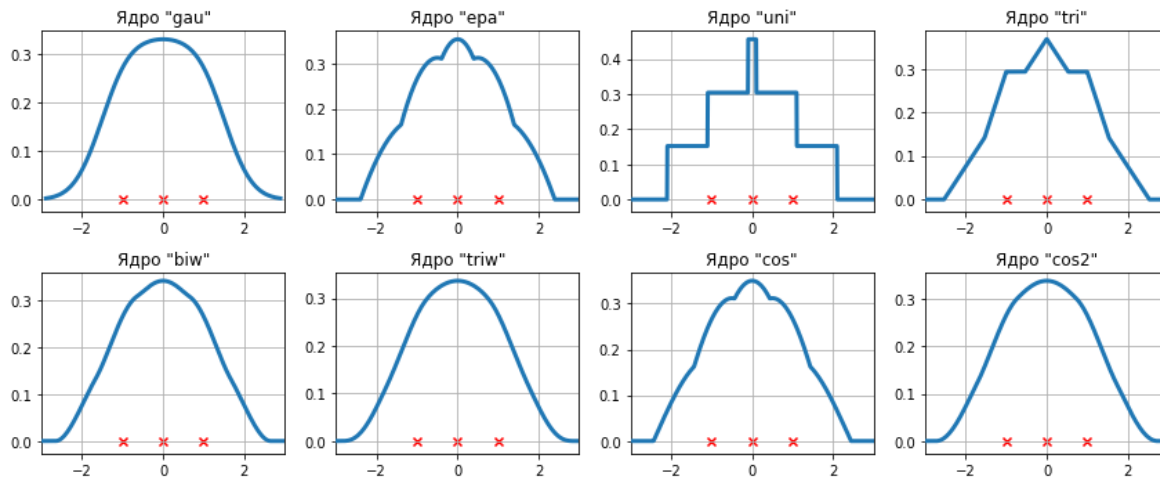 Ядро "gau" Ядро "epa" Ядро "uni" Ядро "tri"
0.3 0.3 0.4 0.3
0.2 0.2 0.3 0.2
0.1 0.1 0.2 0.1
0.0 0.0 0.1 0.0
0.0
−2 0 2 −2 0 2 −2 0 2 −2 0 2
Ядро "biw" Ядро "triw" Ядро "cos" Ядро "cos2"
0.3 0.3 0.3 0.3
0.2 0.2 0.2 0.2
0.1 0.1 0.1 0.1
0.0 0.0 0.0 0.0
−2 0 2 −2 0 2 −2 0 2 −2 0 2